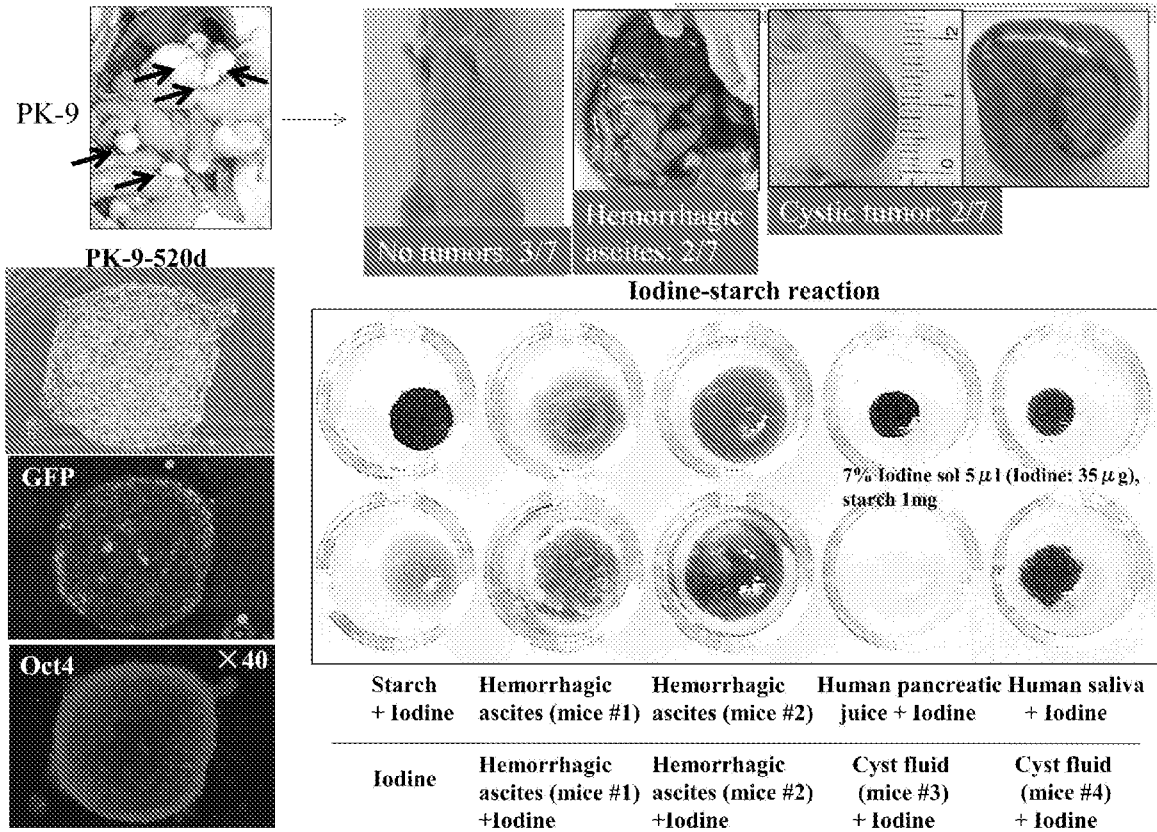 PK-9
No tumors: 3/7
Hemorrhagic
ascites: 2/7
Cystic tumor: 2/7
2
1
0
PK-9-520d
GFP
Oct4
×40
Iodine-starch reaction
7% Iodine sol 5 μl (Iodine: 35 μg),
starch 1mg
Starch
+ Iodine
Hemorrhagic
ascites (mice #1)
Hemorrhagic
ascites (mice #2)
Human pancreatic
juice + Iodine
Human saliva
+ Iodine
Iodine
Hemorrhagic
ascites (mice #1)
+Iodine
Hemorrhagic
ascites (mice #2)
+Iodine
Cyst fluid
(mice #3)
+ Iodine
Cyst fluid
(mice #4)
+ Iodine